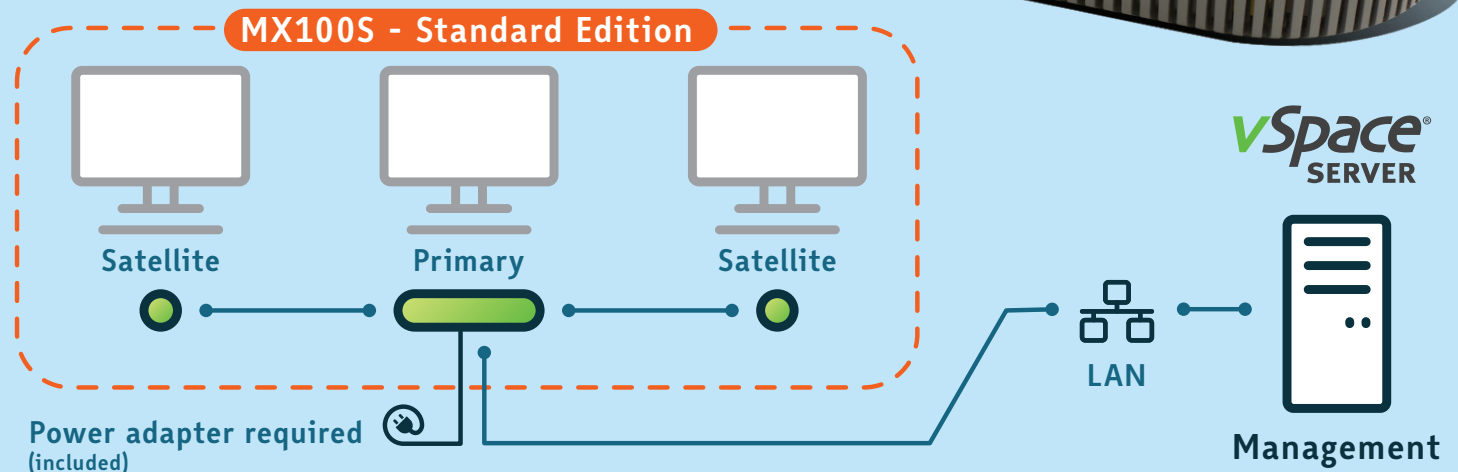 MX100S - Standard Edition
vSpace®
SERVER
Satellite
Primary
Satellite
LAN
Power adapter required
(included)
Management